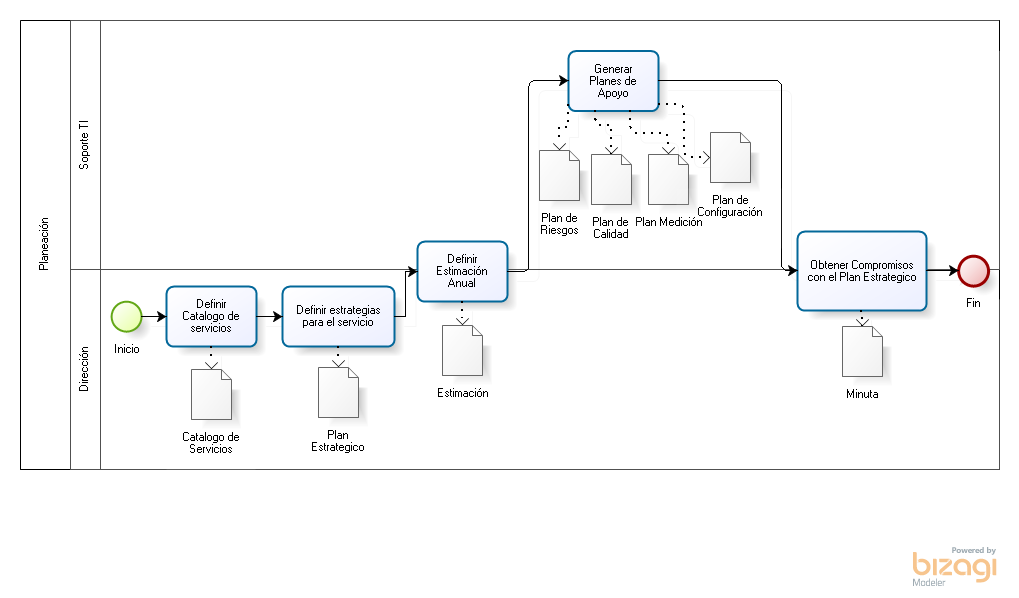 Planeación
Soporte TI
Dirección
Generar
Planes de
Apoyo
Plan de
Riesgos
Plan de
Calidad
Plan Medición
Plan de
Configuración
Inicio
Definir
Catalogo de
servicios
Catalogo de
Servicios
Definir estrategias
para el servicio
Plan
Estrategico
Definir
Estimación
Anual
Estimación
Obtener Compromisos
con el Plan Estrategico
Minuta
Fin
Powered by
bizagi
Modeler